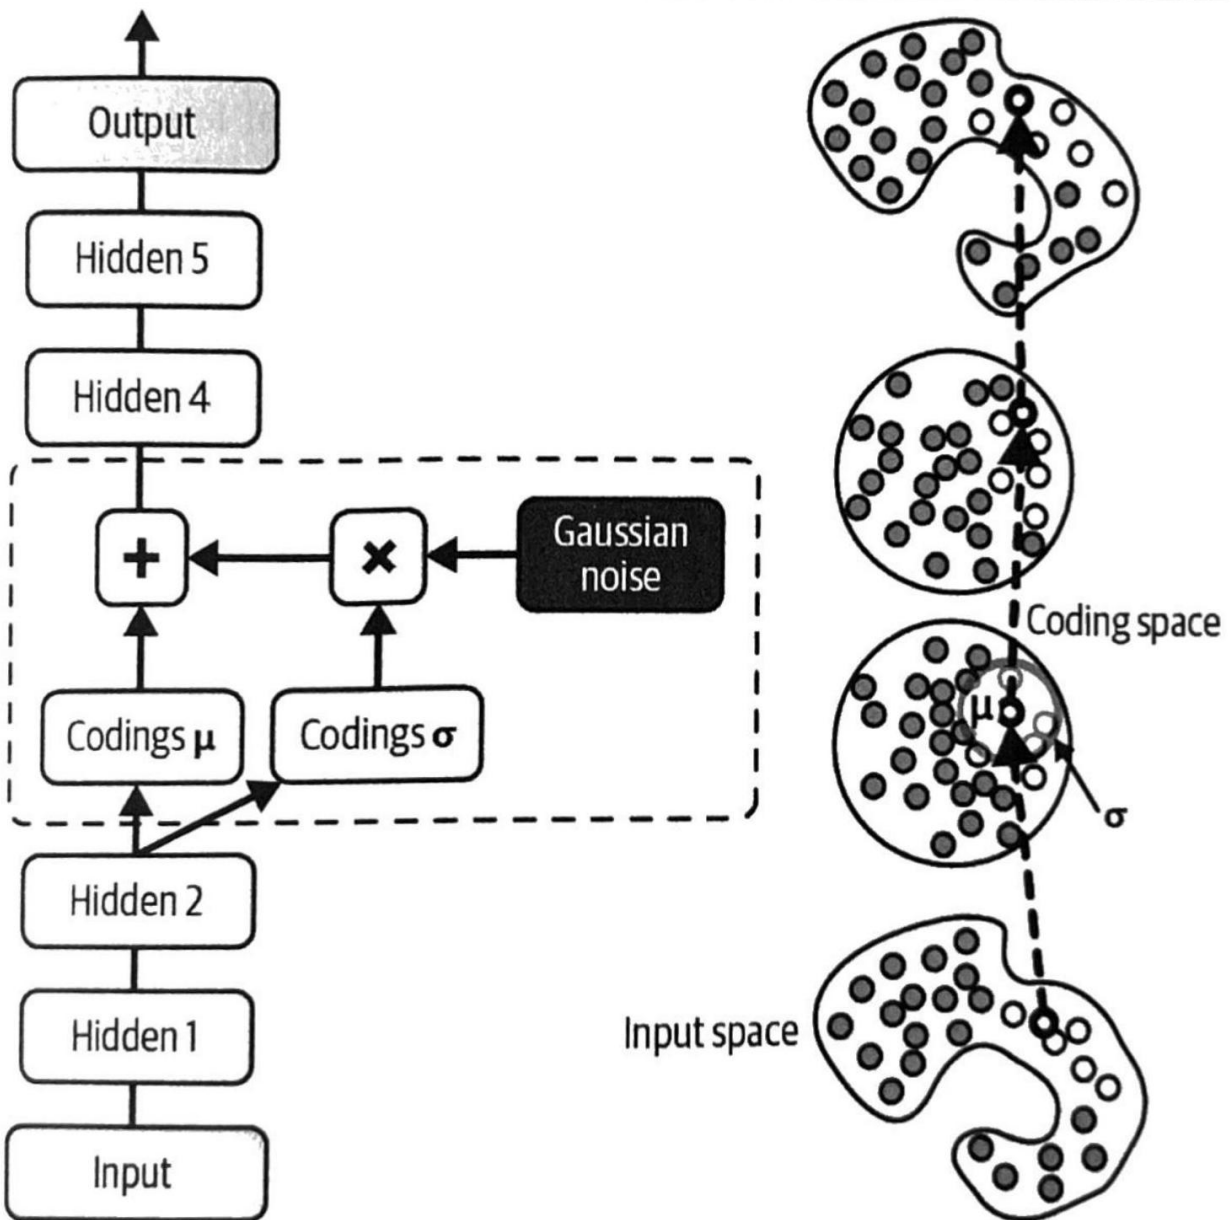 Output
Hidden 5
Hidden 4
+
×
Gaussian
noise
Codings μ
Codings σ
Hidden 2
Hidden 1
Input
Coding space
μ
σ
Input space